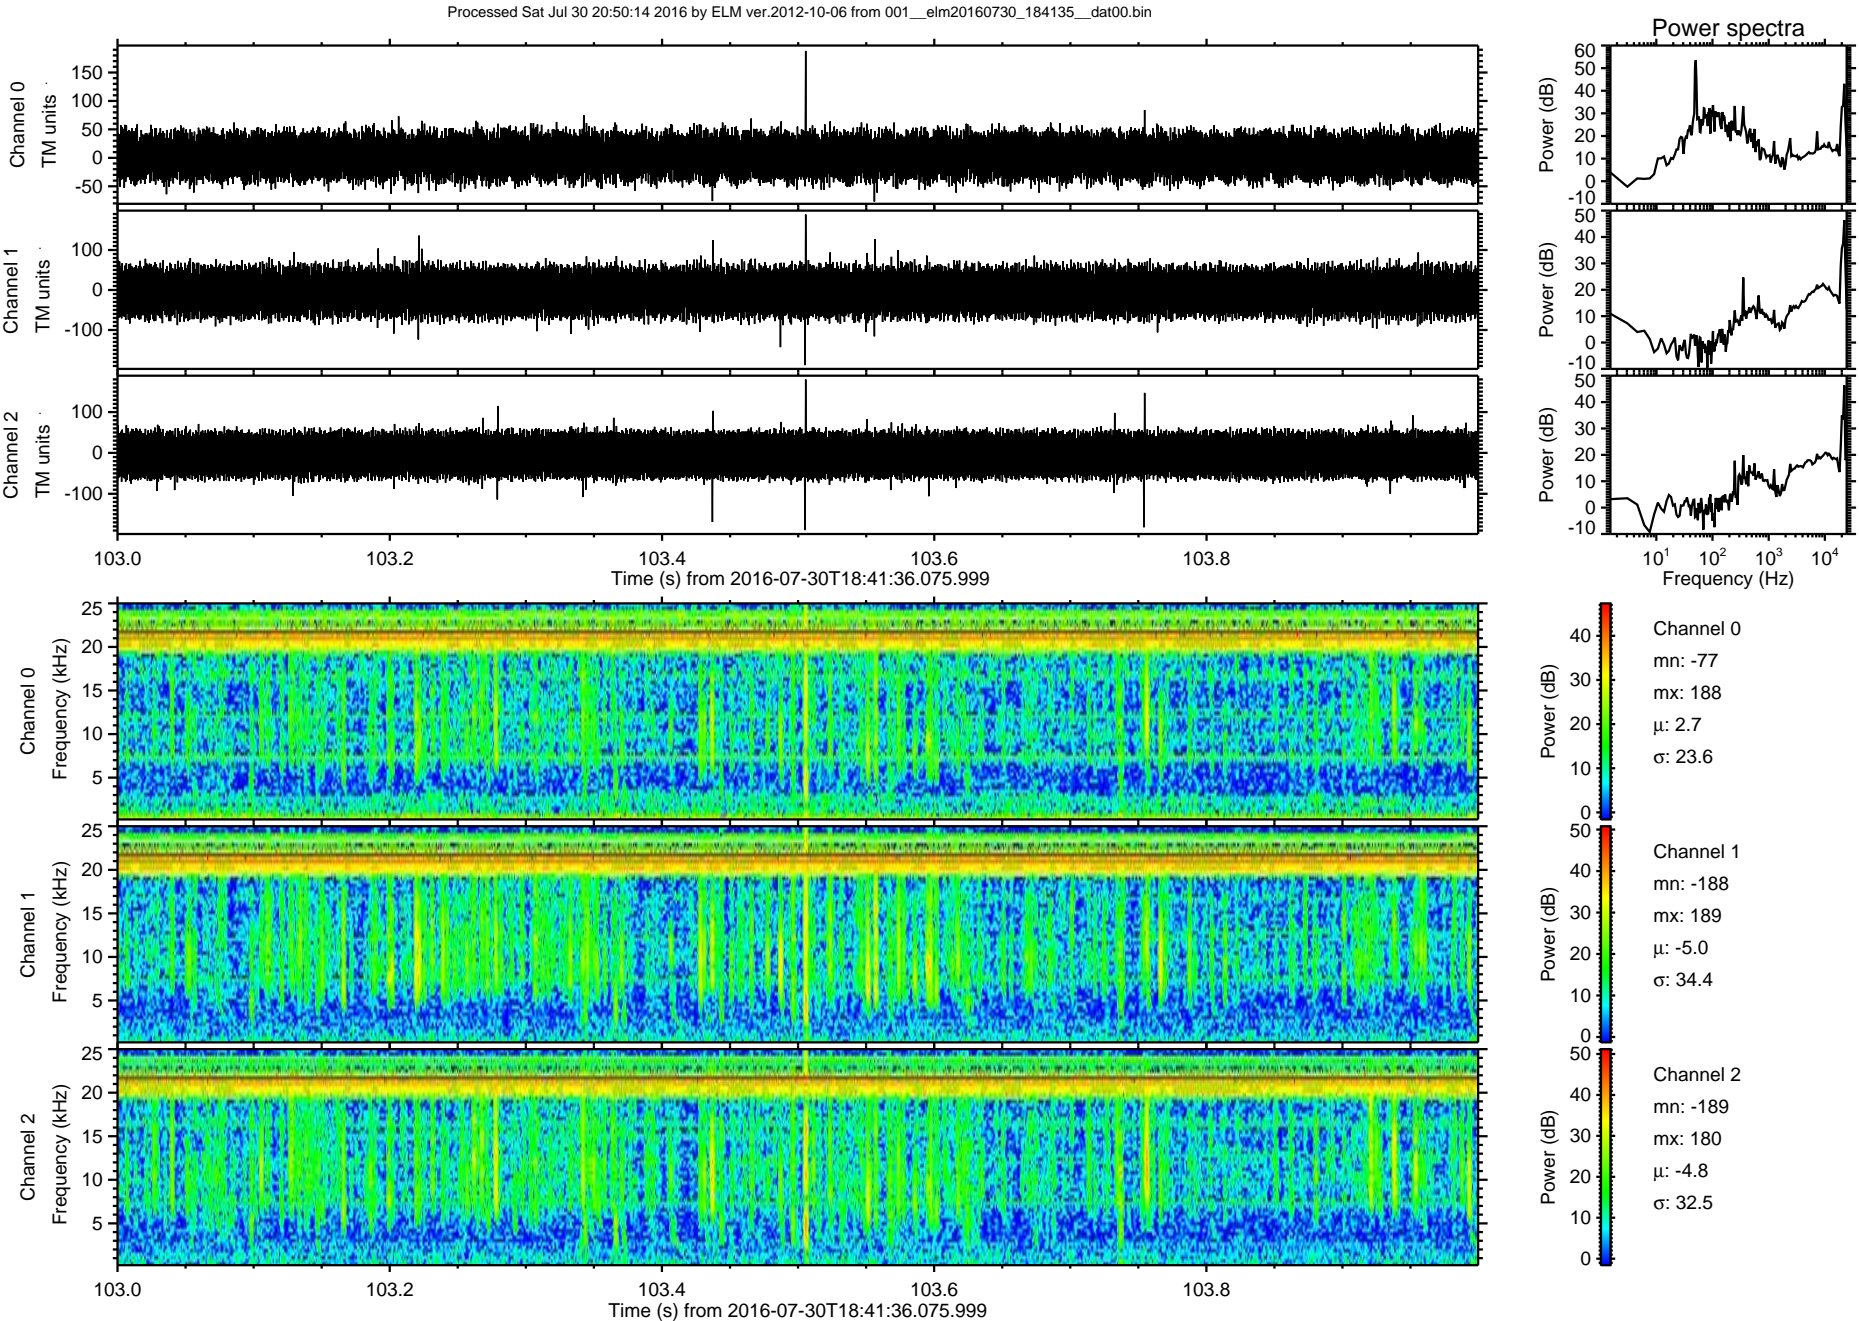 Processed Sat Jul 30 20:50:14 2016 by ELM ver.2012-10-06 from 001__elm20160730_184135__dat00.bin
Power spectra
Channel 0
TM units
150
100
50
0
-50
Power (dB)
60
50
40
30
20
10
0
-10
Channel 1
TM units
100
0
-100
Power (dB)
50
40
30
20
10
0
-10
Channel 2
TM units
100
0
-100
Power (dB)
50
40
30
20
10
0
-10
103.0 103.2 103.4 103.6 103.8
Time (s) from 2016-07-30T18:41:36.075.999
10¹ 10² 10³ 10⁴
Frequency (Hz)
Channel 0
Frequency (kHz)
25
20
15
10
5
Power (dB)
40
30
20
10
0
Channel 0
mn: -77
mx: 188
μ: 2.7
σ: 23.6
Channel 1
Frequency (kHz)
25
20
15
10
5
Power (dB)
50
40
30
20
10
0
Channel 1
mn: -188
mx: 189
μ: -5.0
σ: 34.4
Channel 2
Frequency (kHz)
25
20
15
10
5
Power (dB)
50
40
30
20
10
0
Channel 2
mn: -189
mx: 180
μ: -4.8
σ: 32.5
103.0 103.2 103.4 103.6 103.8
Time (s) from 2016-07-30T18:41:36.075.999